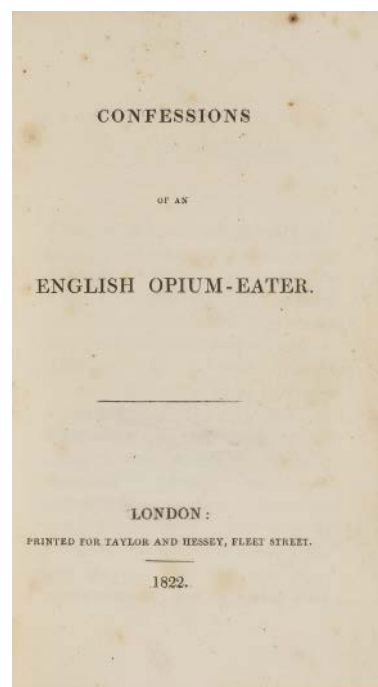 CONFESSIONS
OF AN
ENGLISH OPIUM-EATER.
LONDON:
PRINTED FOR TAYLOR AND HESSEY, FLEET STREET.
1822.